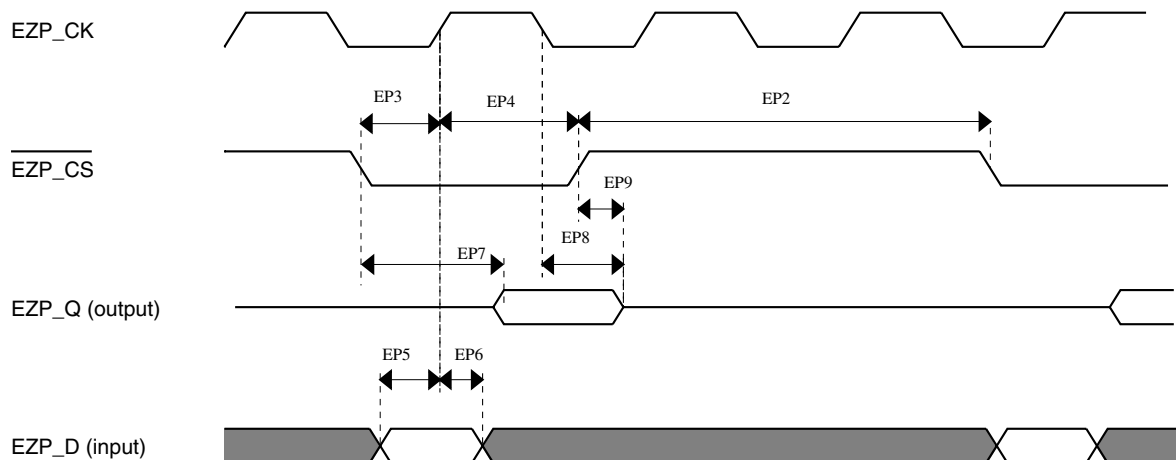 EZP_CK
EP3
EP4
EP2
EZP_CS
EP9
EP8
EP7
EZP_Q (output)
EP5
EP6
EZP_D (input)